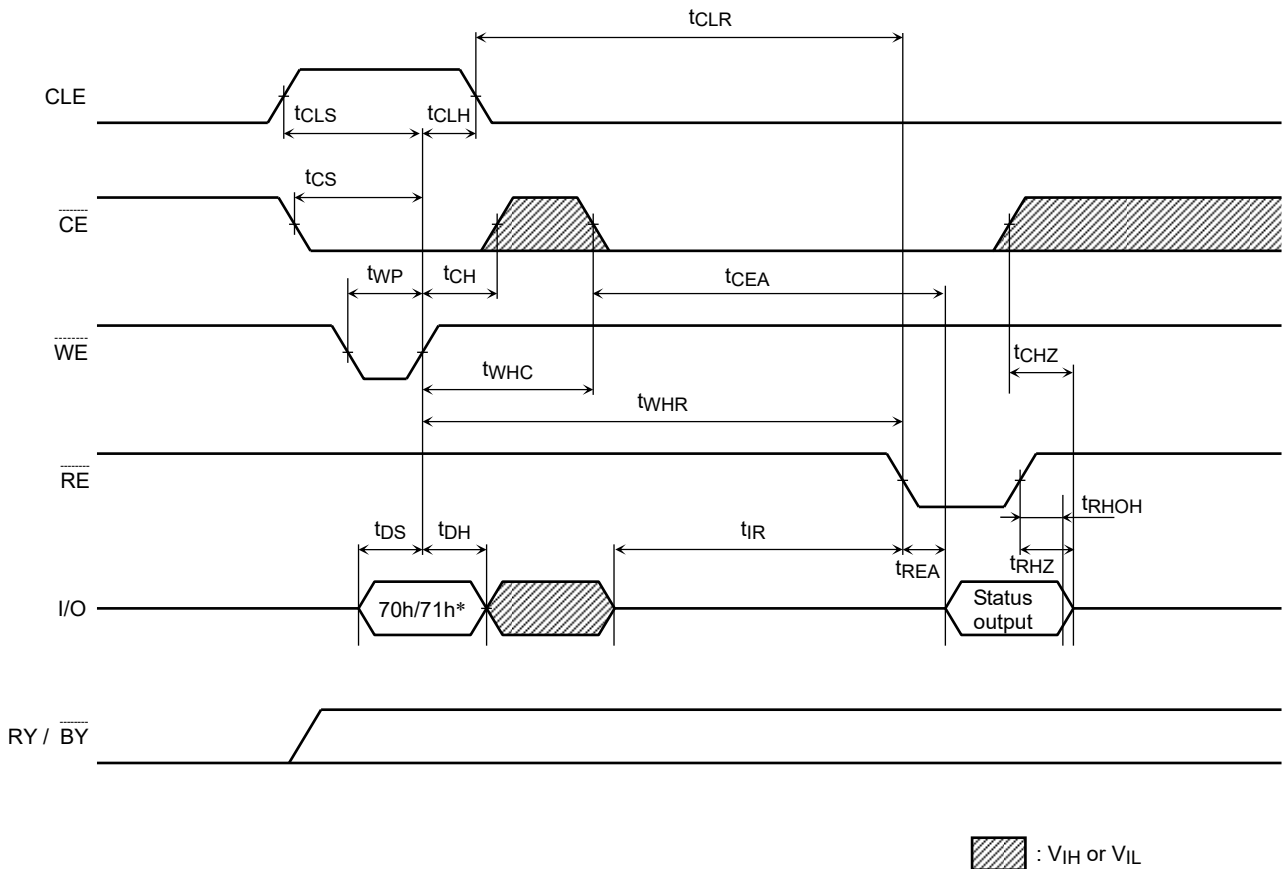 tCLR
CLE
tCLS
tCLH
tCS
CE
tWP
tCH
tCEA
WE
tCHZ
tWHC
tWHR
RE
tRHOH
tDS
tDH
tIR
tREA
tRHZ
I/O
70h/71h*
Status
output
RY / BY
: VIH or VIL